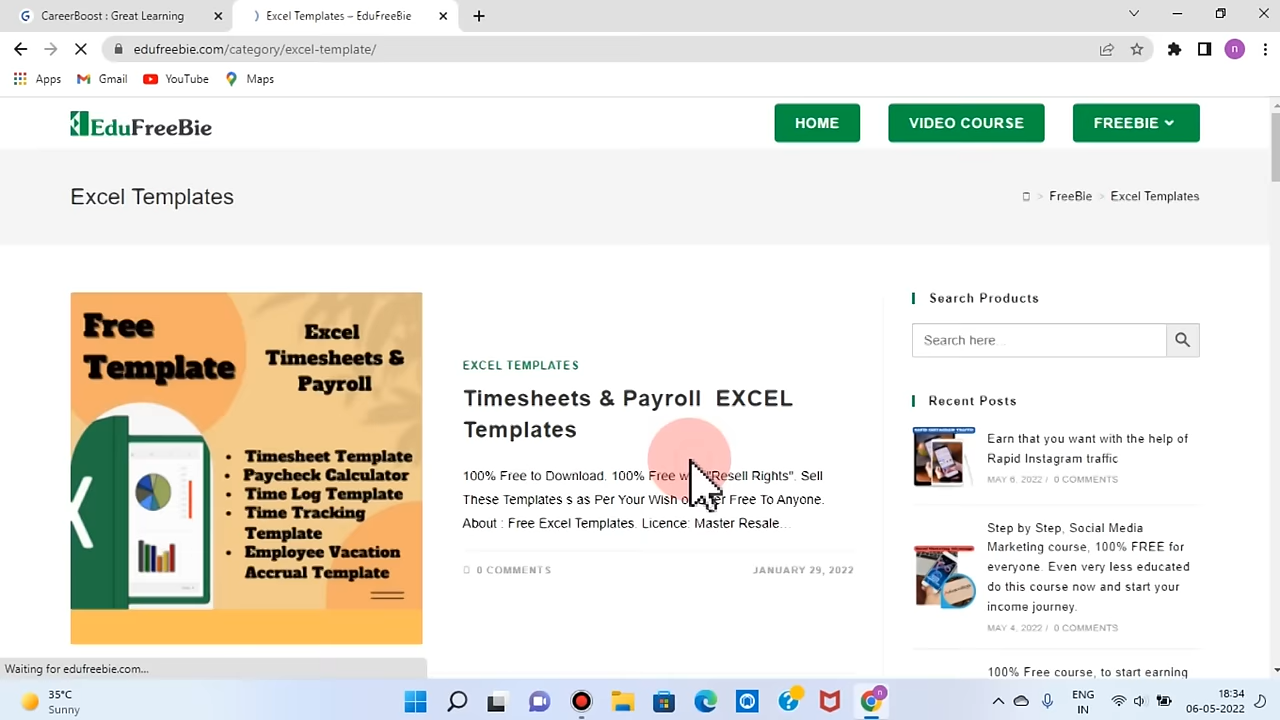 CareerBoost : Great Learning
Excel Templates – EduFreeBie
edufreebie.com/category/excel-template/
n
Apps
Gmail
YouTube
Maps
EduFreeBie
HOME
VIDEO COURSE
FREEBIE
Excel Templates
> FreeBie > Excel Templates
Free
Template
Excel
Timesheets &
Payroll
• Timesheet Template
• Paycheck Calculator
• Time Log Template
• Time Tracking
Template
• Employee Vacation
Accrual Template
EXCEL TEMPLATES
Timesheets & Payroll EXCEL
Templates
100% Free to Download. 100% Free "Resell Rights". Sell
These Templates s as Per Your Wish Free To Anyone.
About : Free Excel Templates. Licence: Master Resale...
0 COMMENTS
JANUARY 29, 2022
Search Products
Search here...
Recent Posts
Earn that you want with the help of
Rapid Instagram traffic
MAY 6, 2022 / 0 COMMENTS
Step by Step, Social Media
Marketing course, 100% FREE for
everyone. Even very less educated
do this course now and start your
income journey.
MAY 4, 2022 / 0 COMMENTS
100% Free course, to start earning
Waiting for edufreebie.com...
35°C
Sunny
ENG
IN
18:34
06-05-2022